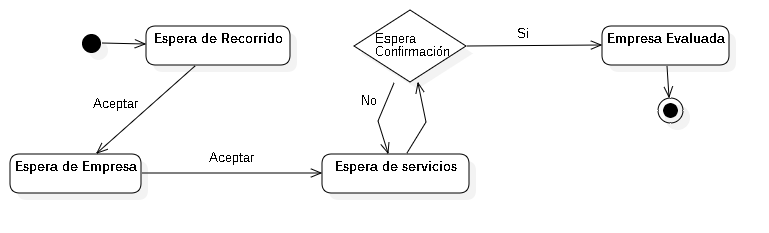 Espera de Recorrido
Espera
Confirmación
Si
Empresa Evaluada
Aceptar
No
Espera de Empresa
Aceptar
Espera de servicios